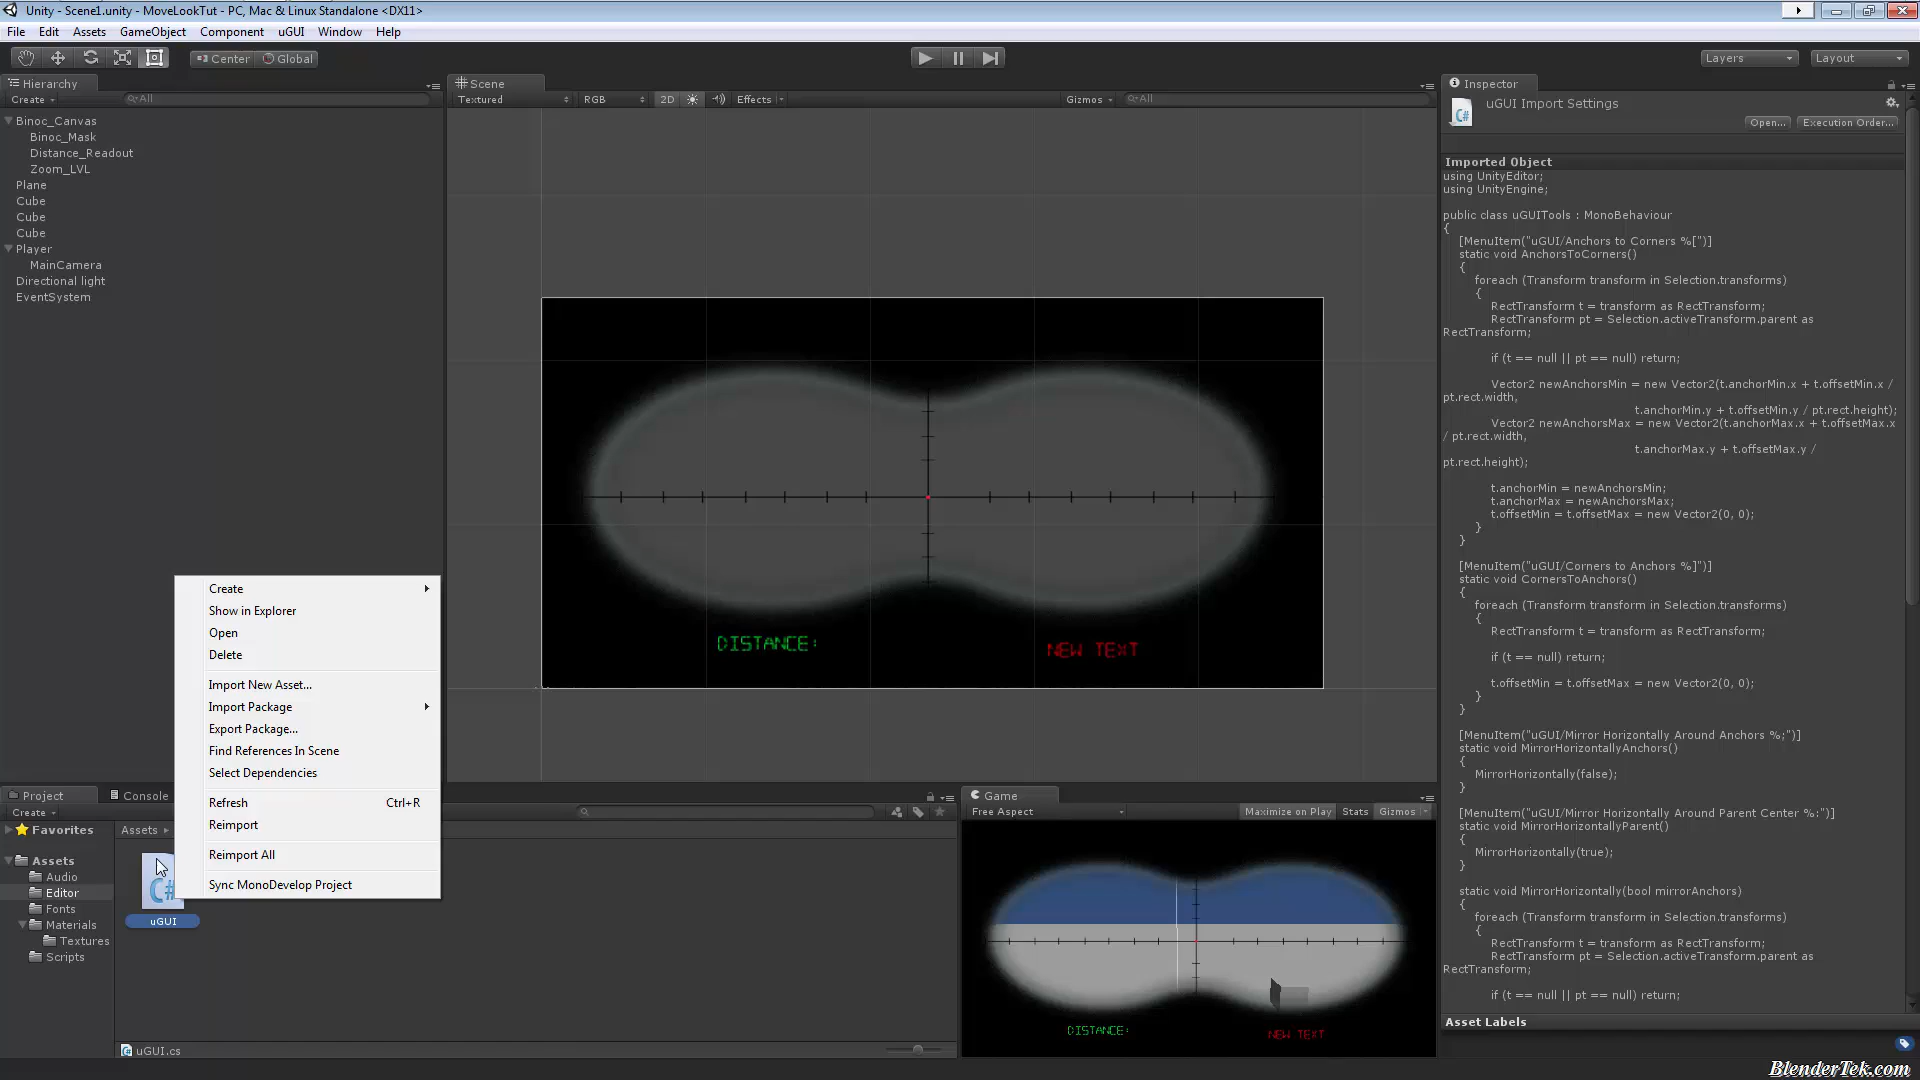 Unity - Scene1.unity - MoveLookTut - PC, Mac & Linux Standalone <DX11>
File Edit Assets GameObject Component uGUI Window Help
Center Global
Layers Layout
Hierarchy
Create All
Binoc_Canvas
Binoc_Mask
Distance_Readout
Zoom_LVL
Plane
Cube
Cube
Cube
Player
MainCamera
Directional light
EventSystem
Scene
Textured RGB 2D Effects Gizmos All
DISTANCE:
NEW TEXT
Create
Show in Explorer
Open
Delete
Import New Asset...
Import Package
Export Package...
Find References In Scene
Select Dependencies
Refresh Ctrl+R
Reimport
Reimport All
Sync MonoDevelop Project
Project Console
Create
Favorites
Assets
Audio
Editor
Fonts
Materials
Textures
Scripts
Assets
C#
uGUI
uGUI.cs
Game
Free Aspect Maximize on Play Stats Gizmos
DISTANCE:
NEW TEXT
Inspector
C#
uGUI Import Settings
Open... Execution Order...
Imported Object
using UnityEditor;
using UnityEngine;
public class uGUITools : MonoBehaviour
{
[MenuItem("uGUI/Anchors to Corners %[")]
static void AnchorsToCorners()
{
foreach (Transform transform in Selection.transforms)
{
RectTransform t = transform as RectTransform;
RectTransform pt = Selection.activeTransform.parent as
RectTransform;
if (t == null || pt == null) return;
Vector2 newAnchorsMin = new Vector2(t.anchorMin.x + t.offsetMin.x /
pt.rect.width,
t.anchorMin.y + t.offsetMin.y / pt.rect.height);
Vector2 newAnchorsMax = new Vector2(t.anchorMax.x + t.offsetMax.x
/ pt.rect.width,
t.anchorMax.y + t.offsetMax.y /
pt.rect.height);
t.anchorMin = newAnchorsMin;
t.anchorMax = newAnchorsMax;
t.offsetMin = t.offsetMax = new Vector2(0, 0);
}
}
[MenuItem("uGUI/Corners to Anchors %]")]
static void CornersToAnchors()
{
foreach (Transform transform in Selection.transforms)
{
RectTransform t = transform as RectTransform;
if (t == null) return;
t.offsetMin = t.offsetMax = new Vector2(0, 0);
}
}
[MenuItem("uGUI/Mirror Horizontally Around Anchors %;")]
static void MirrorHorizontallyAnchors()
{
MirrorHorizontally(false);
}
[MenuItem("uGUI/Mirror Horizontally Around Parent Center %:")]
static void MirrorHorizontallyParent()
{
MirrorHorizontally(true);
}
static void MirrorHorizontally(bool mirrorAnchors)
{
foreach (Transform transform in Selection.transforms)
{
RectTransform t = transform as RectTransform;
RectTransform pt = Selection.activeTransform.parent as
RectTransform;
if (t == null || pt == null) return;
Asset Labels
BlenderTek.com